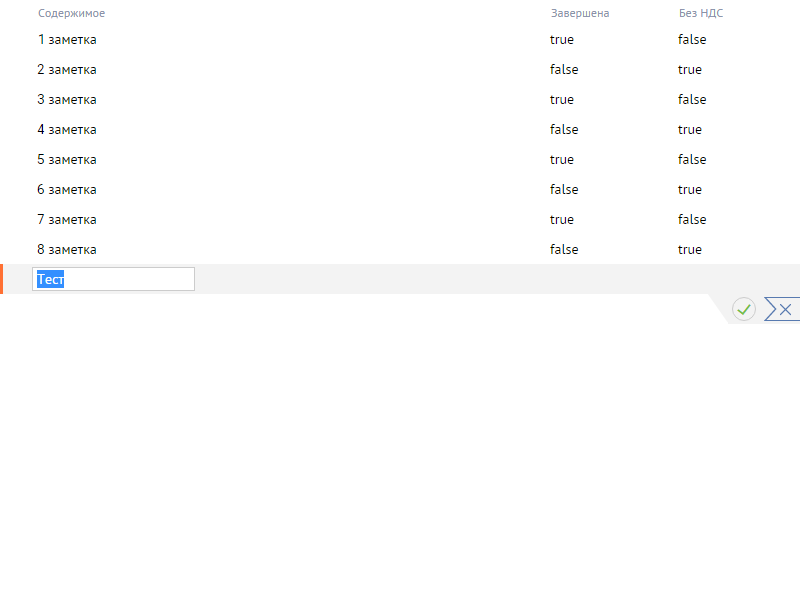 Содержимое Завершена Без НДС
1 заметка true false
2 заметка false true
3 заметка true false
4 заметка false true
5 заметка true false
6 заметка false true
7 заметка true false
8 заметка false true
Тест